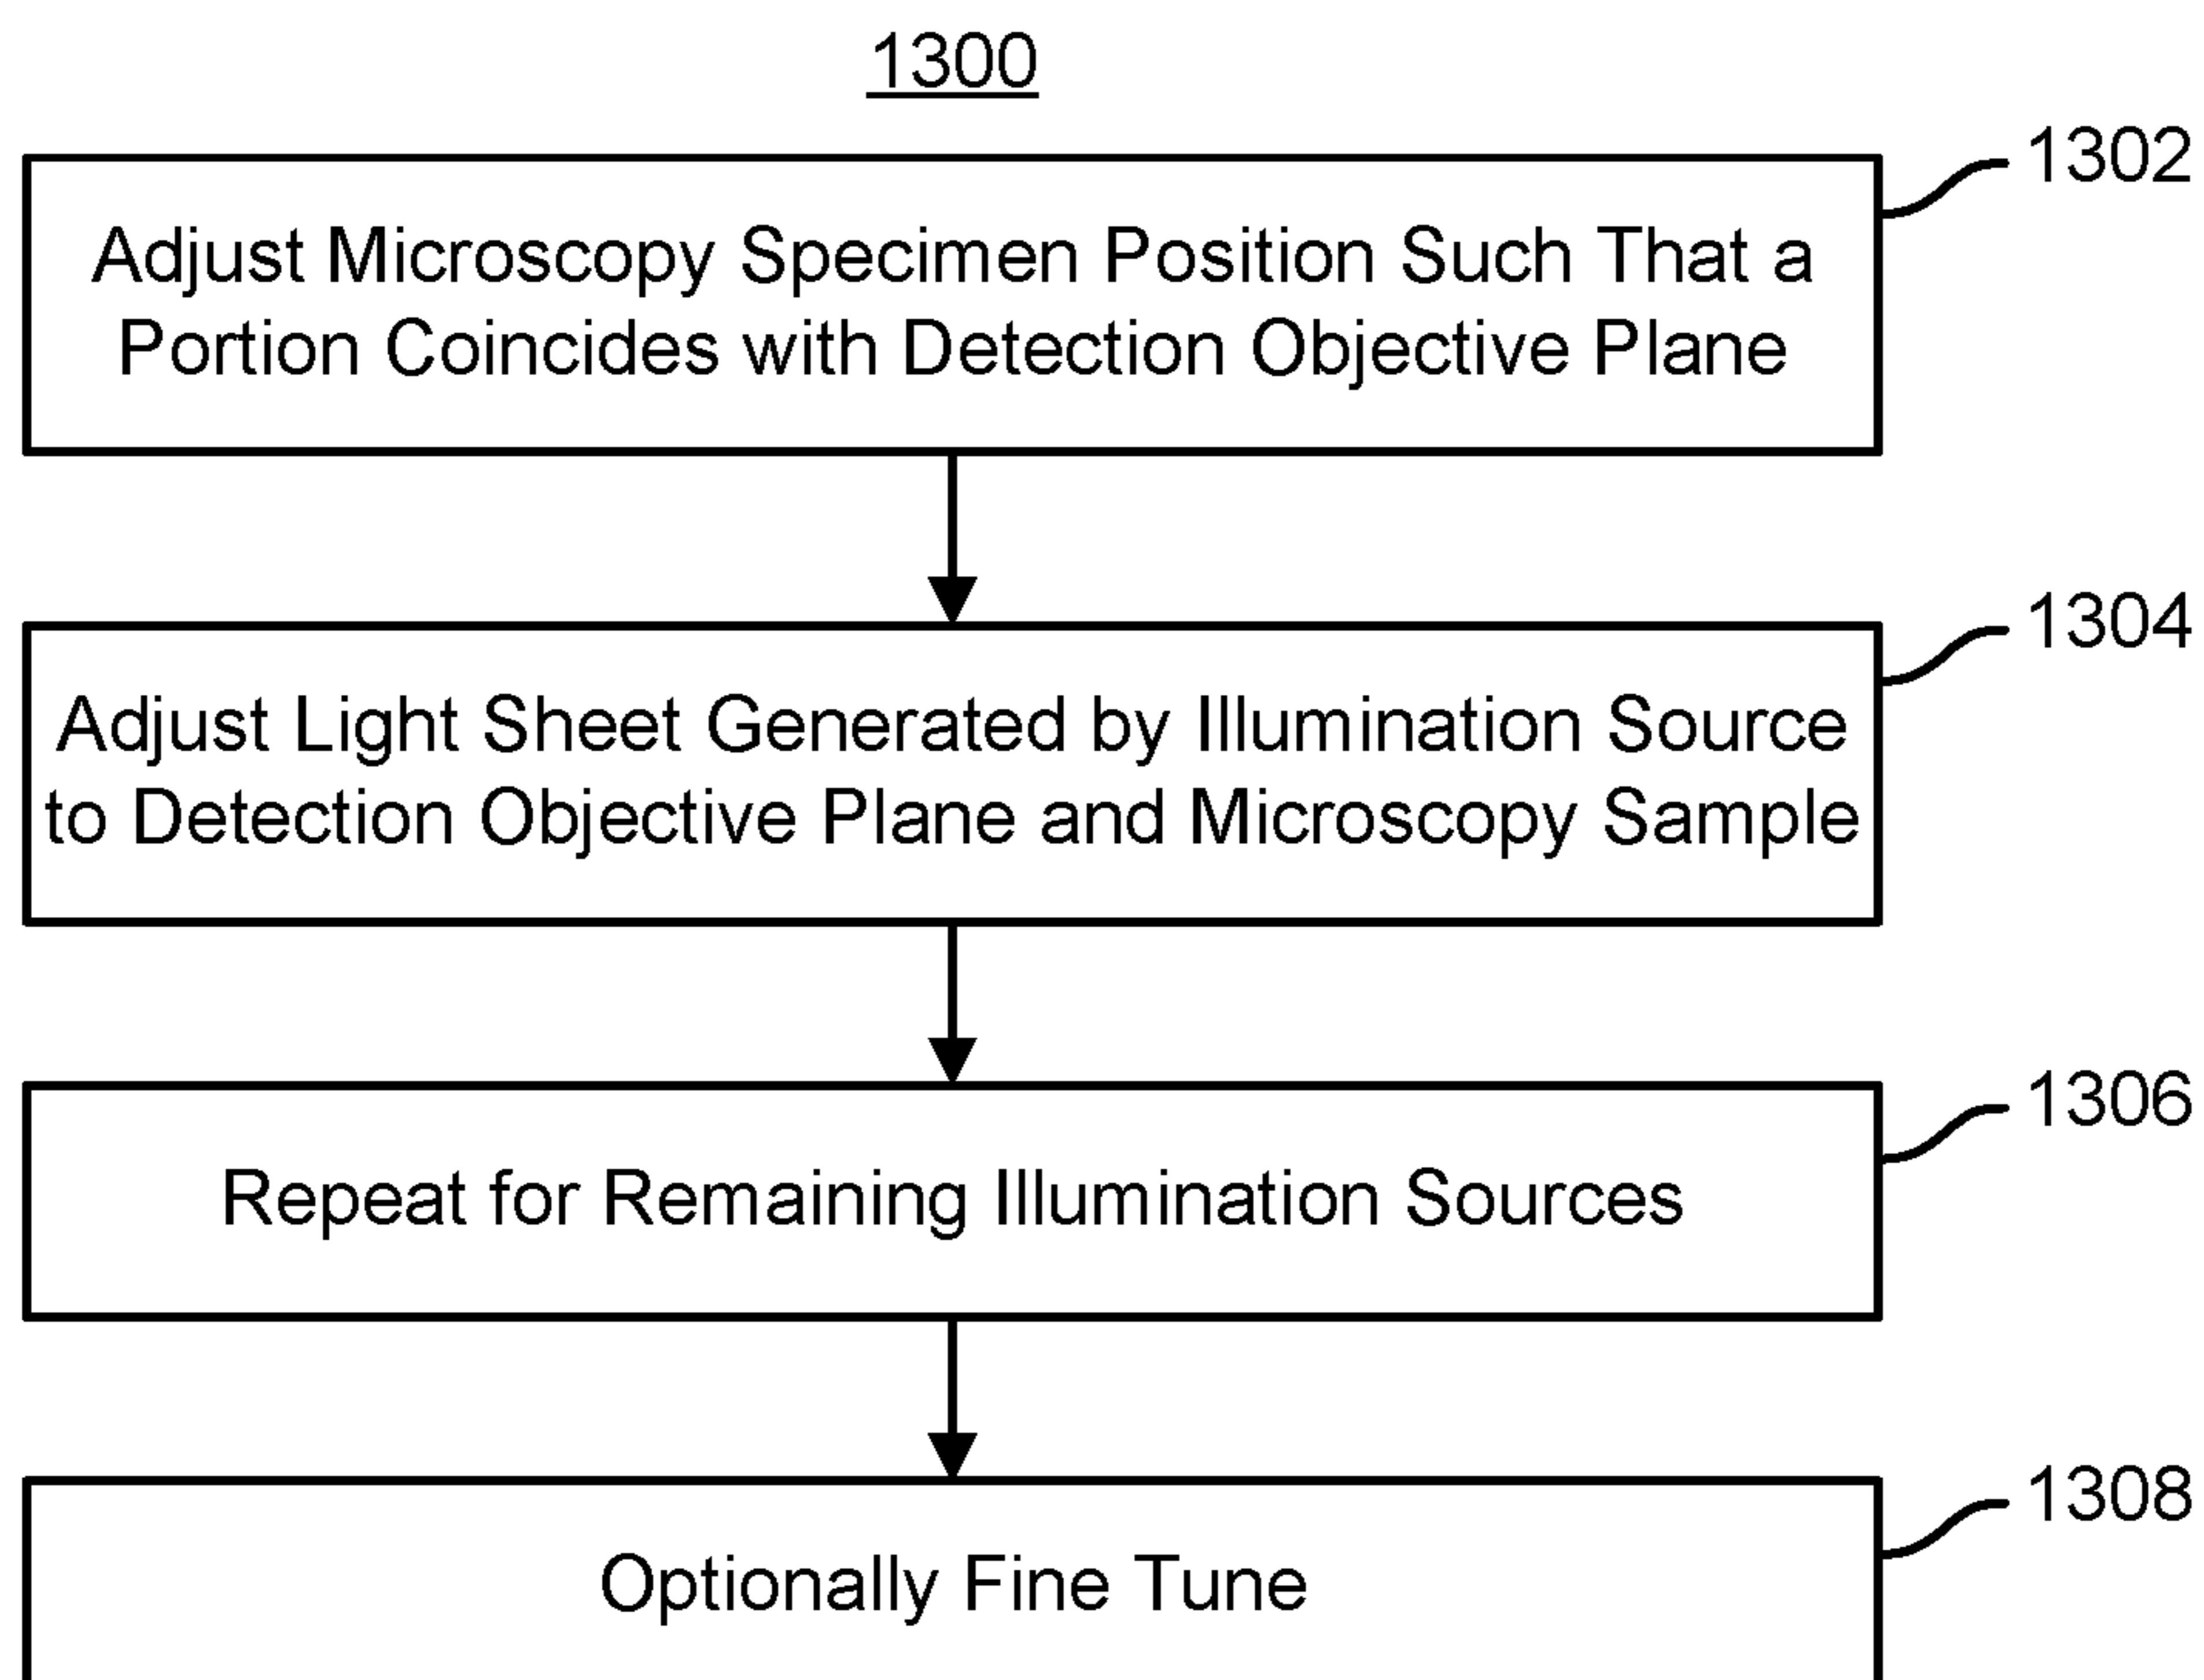 1300
1302
Adjust Microscopy Specimen Position Such That a
Portion Coincides with Detection Objective Plane
1304
Adjust Light Sheet Generated by Illumination Source
to Detection Objective Plane and Microscopy Sample
1306
Repeat for Remaining Illumination Sources
1308
Optionally Fine Tune